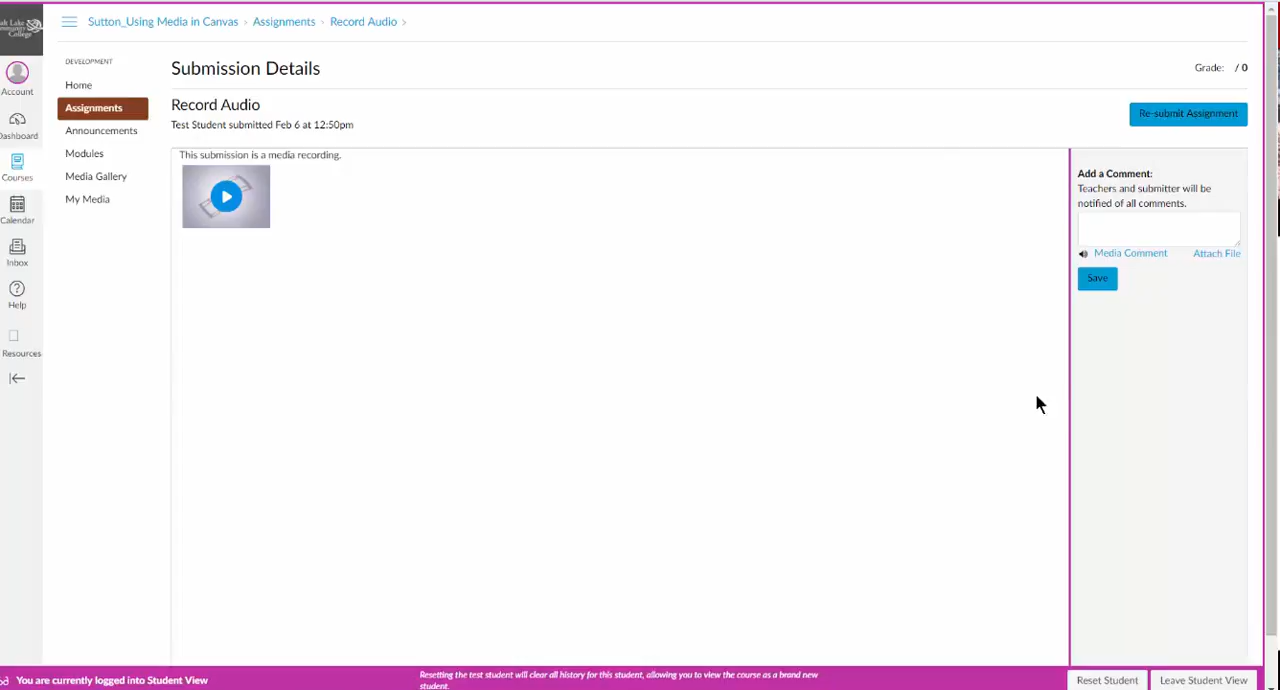 Sutton_Using Media in Canvas › Assignments › Record Audio ›
College
Account
Dashboard
Courses
Calendar
Inbox
Help
Resources
DEVELOPMENT
Home
Assignments
Announcements
Modules
Media Gallery
My Media
Submission Details
Grade: / 0
Record Audio
Test Student submitted Feb 6 at 12:50pm
Re-submit Assignment
This submission is a media recording.
Add a Comment:
Teachers and submitter will be
notified of all comments.
Media Comment Attach File
Save
You are currently logged into Student View
Resetting the test student will clear all history for this student, allowing you to view the course as a brand new
student.
Reset Student
Leave Student View